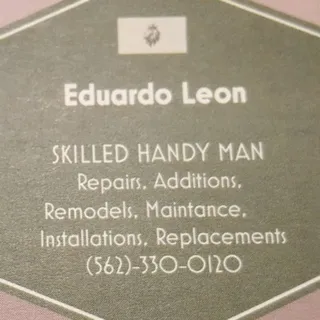 Eduardo Leon
SKILLED HANDY MAN
Repairs, Additions,
Remodels, Maintance,
Installations, Replacements
(562)-330-0120